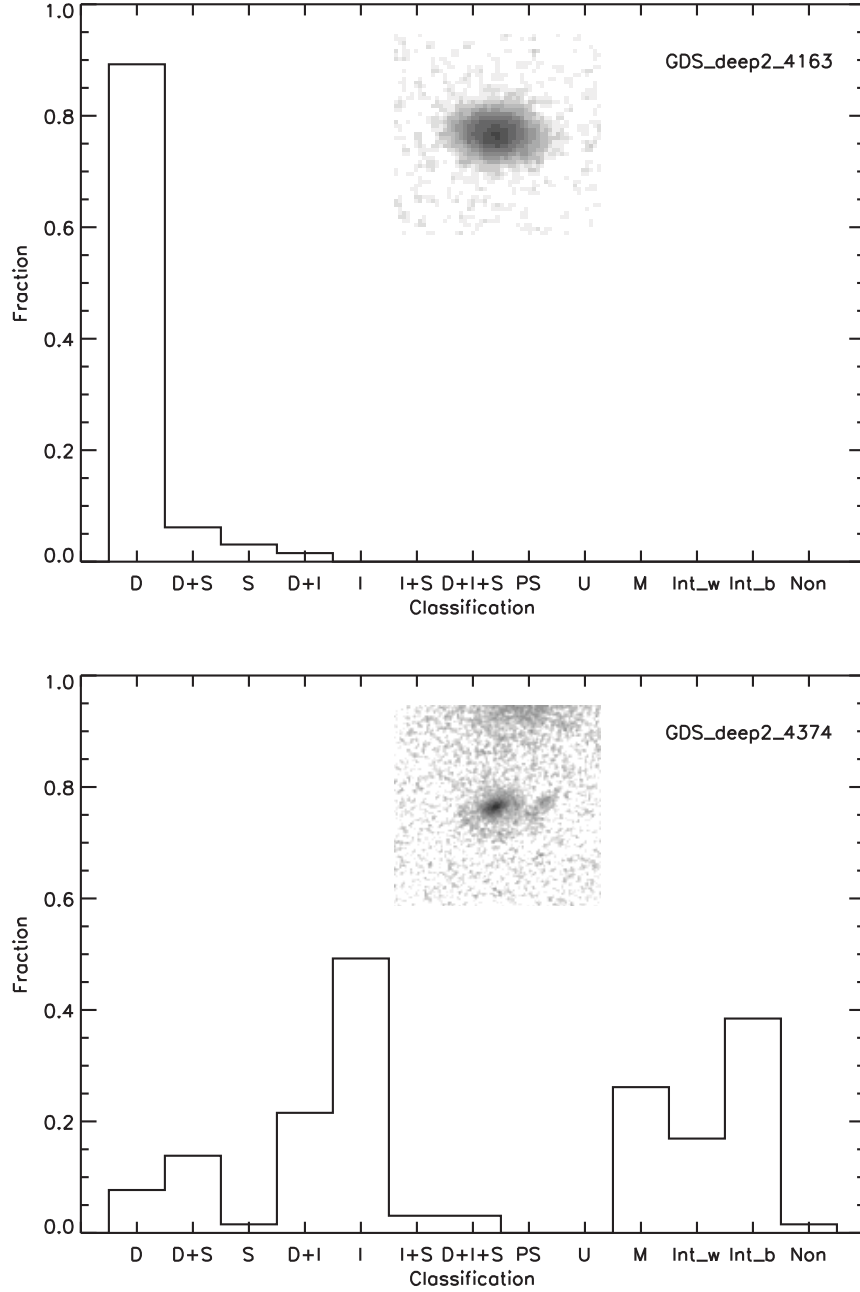 1.0
GDS_deep2_4163
0.8
0.6
Fraction
0.4
0.2
0.0
D D+S S D+I I I+S D+I+S PS U M Int_w Int_b Non
Classification
1.0
GDS_deep2_4374
0.8
0.6
Fraction
0.4
0.2
0.0
D D+S S D+I I I+S D+I+S PS U M Int_w Int_b Non
Classification